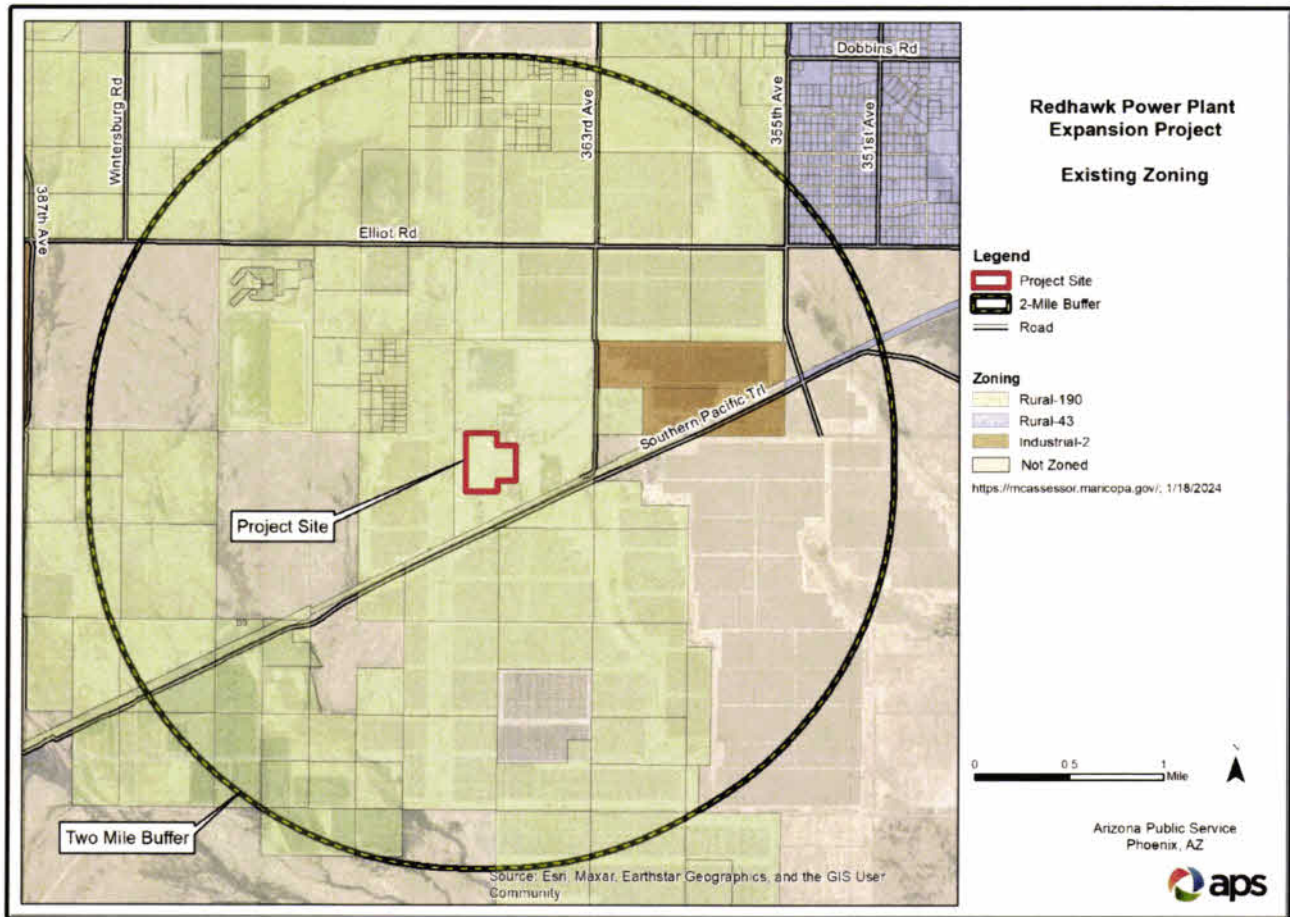 Dobbins Rd
Wintersburg Rd
363rd Ave
355th Ave
351st Ave
387th Ave
Elliot Rd
Southern Pacific Trl
Project Site
Two Mile Buffer
Source: Esri, Maxar, Earthstar Geographics, and the GIS User
Community
Redhawk Power Plant
Expansion Project
Existing Zoning
Legend
Project Site
2-Mile Buffer
Road
Zoning
Rural-190
Rural-43
Industrial-2
Not Zoned
https://mcassessor.maricopa.gov/; 1/18/2024
0 0.5 1
Mile
N
Arizona Public Service
Phoenix, AZ
aps